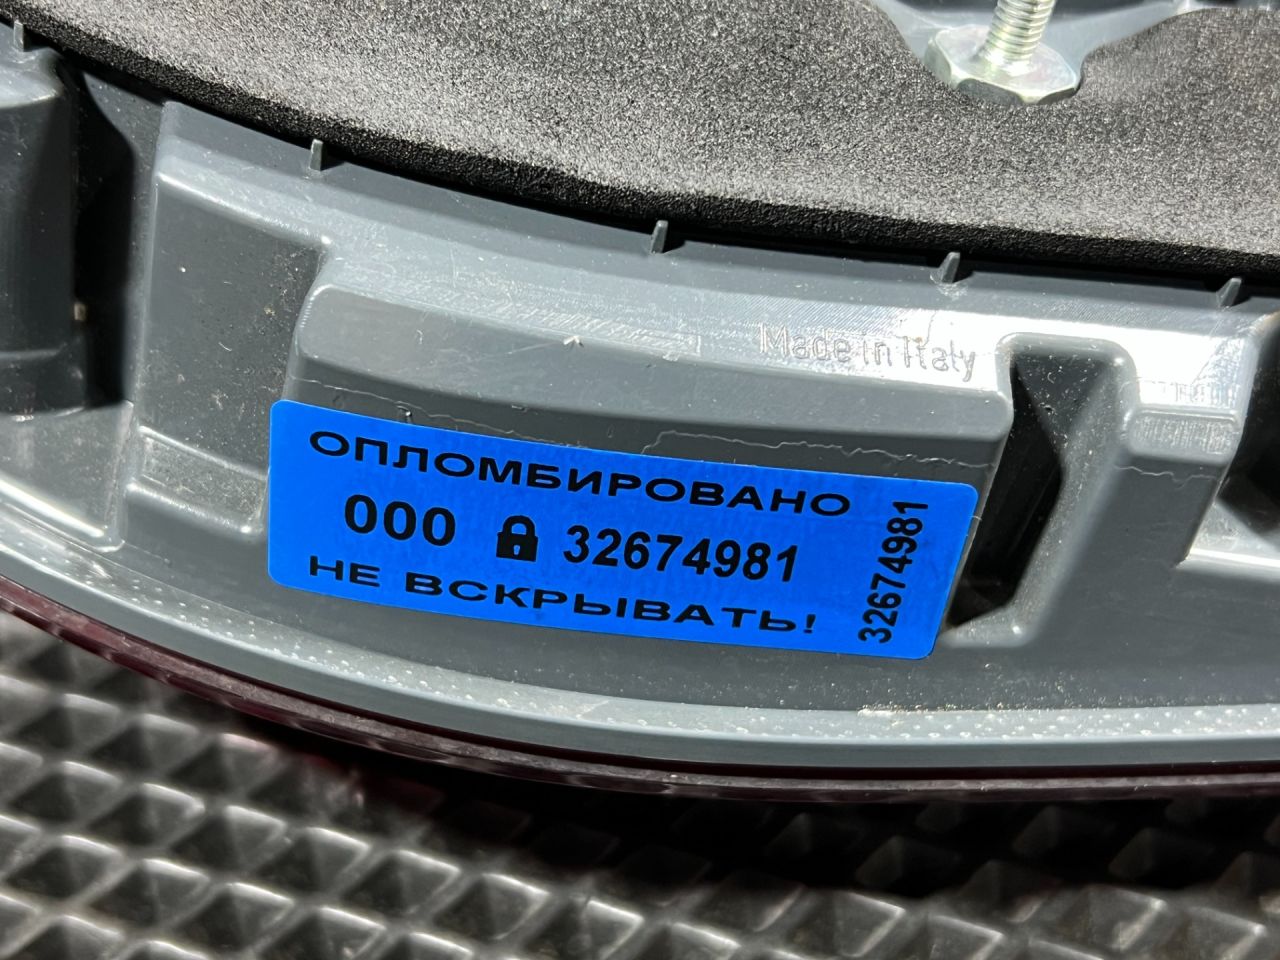 Made in Italy
ОПЛОМБИРОВАНО
000 32674981
НЕ ВСКРЫВАТЬ!
32674981